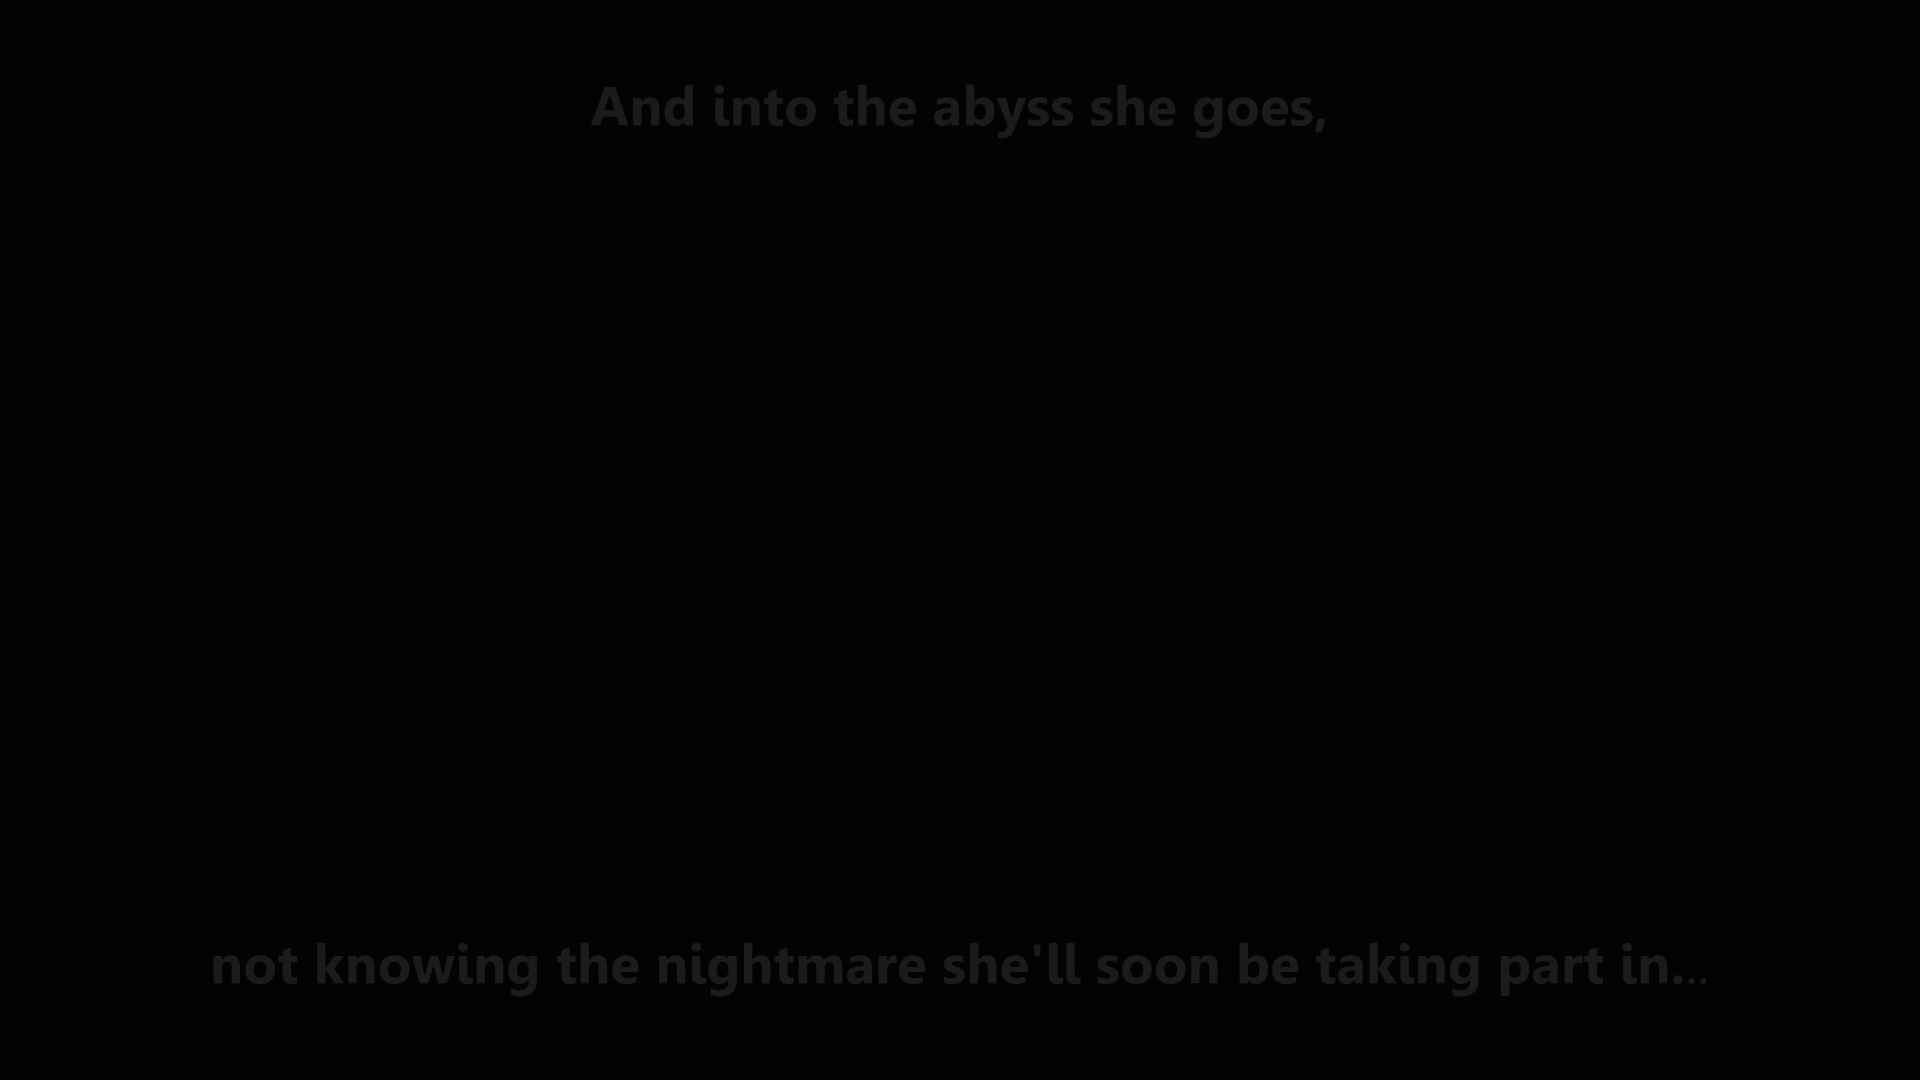 And into the abyss she goes,
not knowing the nightmare she'll soon be taking part in...